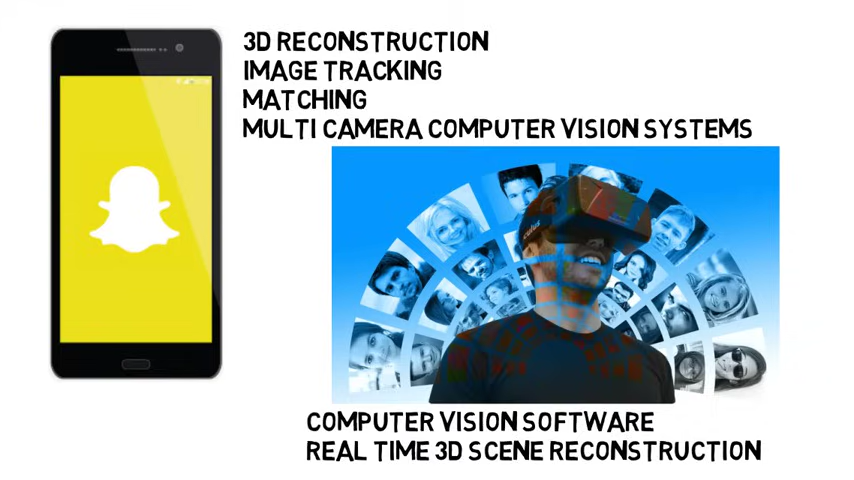 3D RECONSTRUCTION
IMAGE TRACKING
MATCHING
MULTI CAMERA COMPUTER VISION SYSTEMS
COMPUTER VISION SOFTWARE
REAL TIME 3D SCENE RECONSTRUCTION